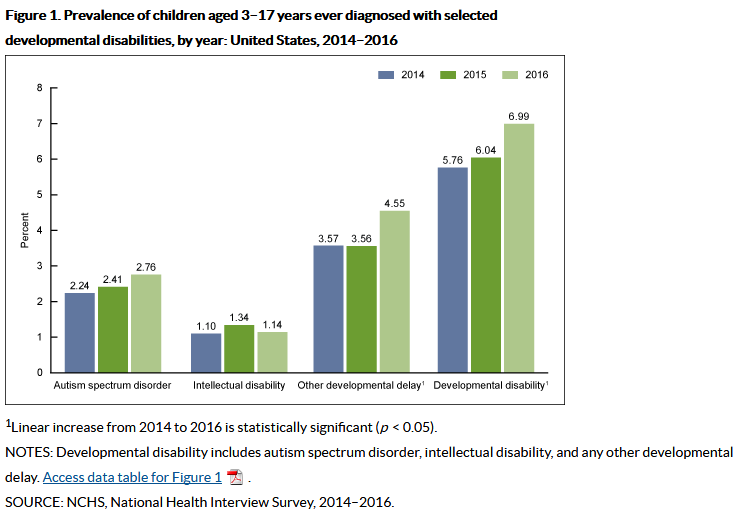 Figure 1. Prevalence of children aged 3–17 years ever diagnosed with selected
developmental disabilities, by year: United States, 2014–2016
2014 2015 2016
8
7
6
5
4
3
2
1
0
Percent
2.24 2.41 2.76
1.10 1.34 1.14
3.57 3.56 4.55
5.76 6.04 6.99
Autism spectrum disorder Intellectual disability Other developmental delay¹ Developmental disability¹
¹Linear increase from 2014 to 2016 is statistically significant (p < 0.05).
NOTES: Developmental disability includes autism spectrum disorder, intellectual disability, and any other developmental
delay. Access data table for Figure 1 .
SOURCE: NCHS, National Health Interview Survey, 2014–2016.